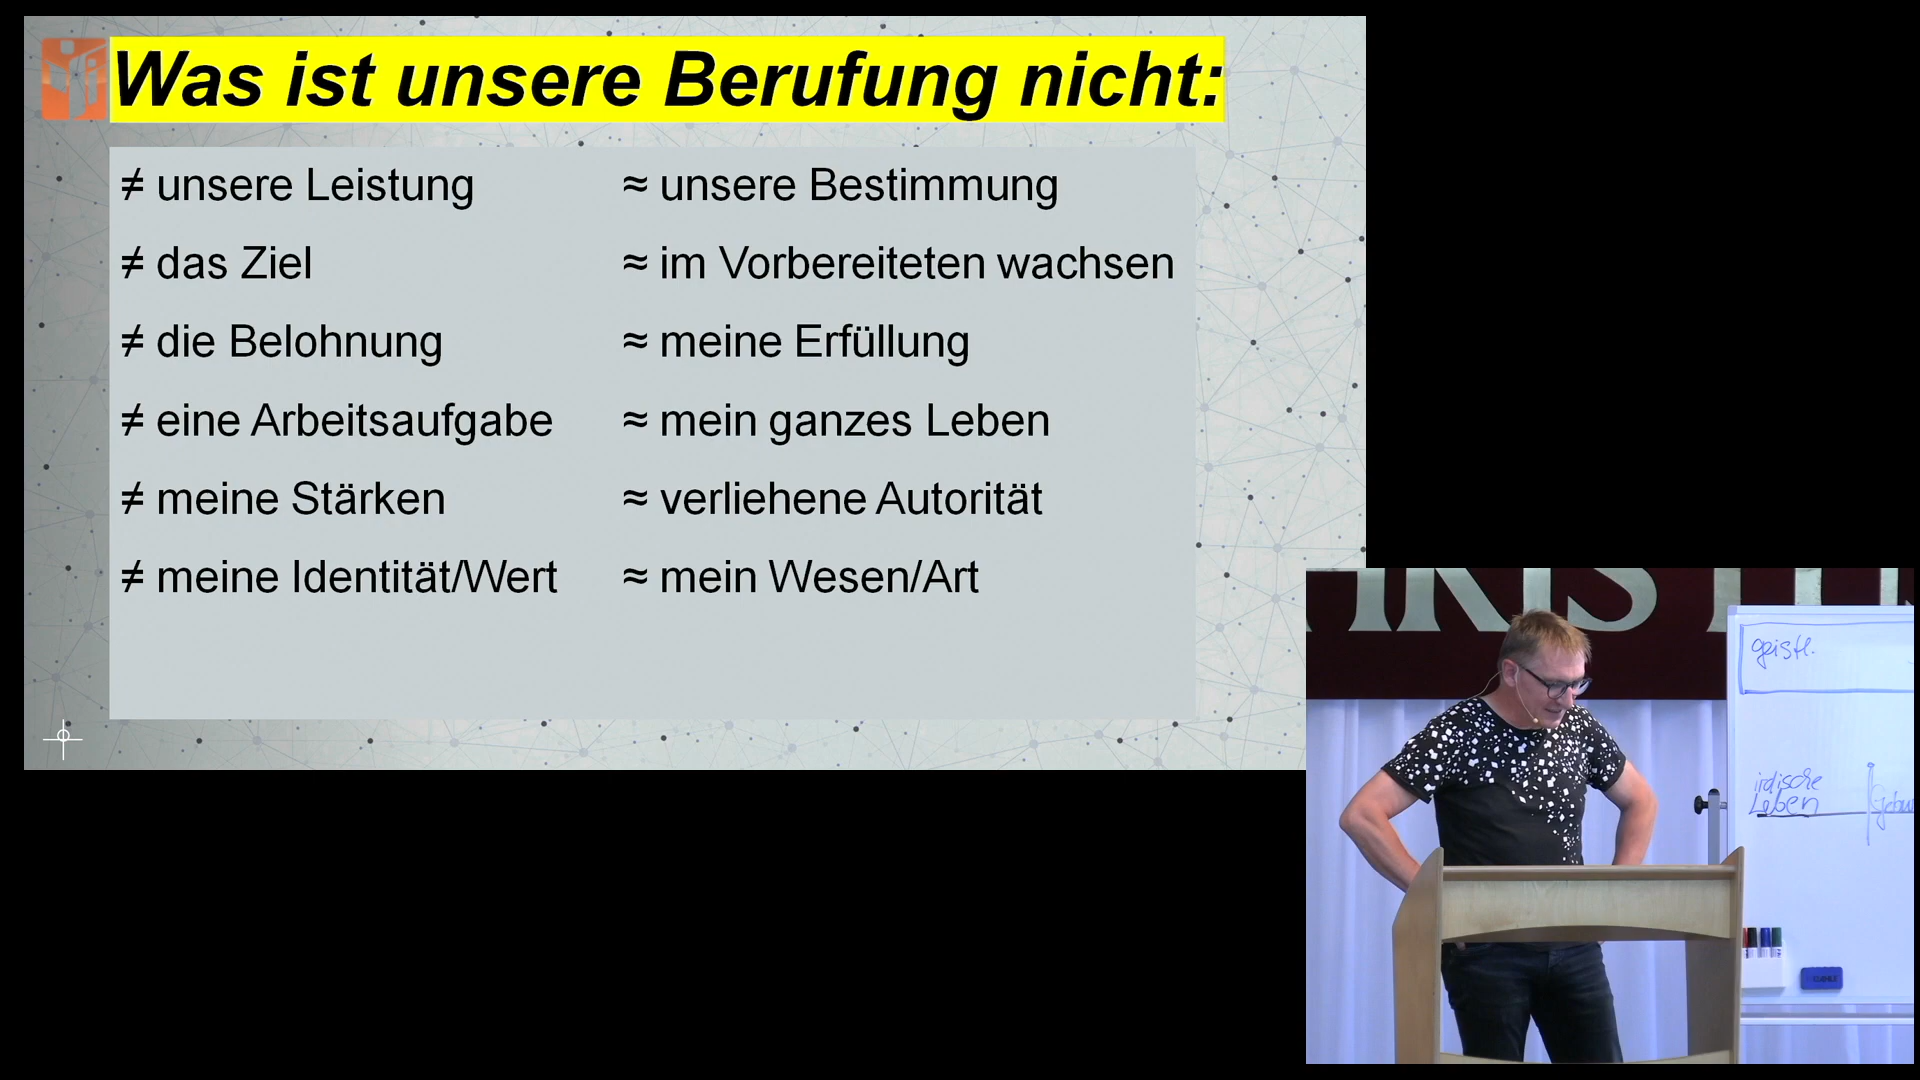 Was ist unsere Berufung nicht:
≠ unsere Leistung ≈ unsere Bestimmung
≠ das Ziel ≈ im Vorbereiteten wachsen
≠ die Belohnung ≈ meine Erfüllung
≠ eine Arbeitsaufgabe ≈ mein ganzes Leben
≠ meine Stärken ≈ verliehene Autorität
≠ meine Identität/Wert ≈ mein Wesen/Art
geistl.
irdische
Leben